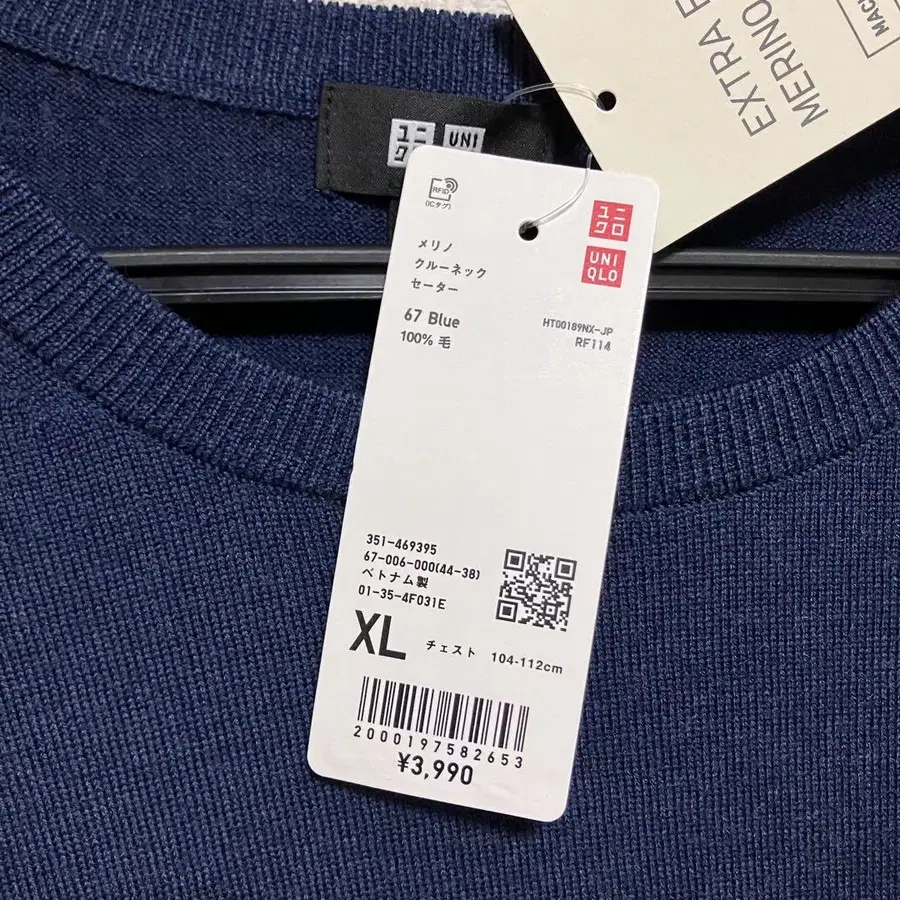 EXTRA F
MERINO
MAC
ユニ
クロ
UNI
RFID
(ICタグ)
ユニ
クロ
UNI
QLO
メリノ
クルーネック
セーター
67 Blue
100% 毛
HT00189NX-JP
RF114
351-469395
67-006-000(44-38)
ベトナム製
01-35-4F031E
XL チェスト 104-112cm
2000197582653
¥3,990